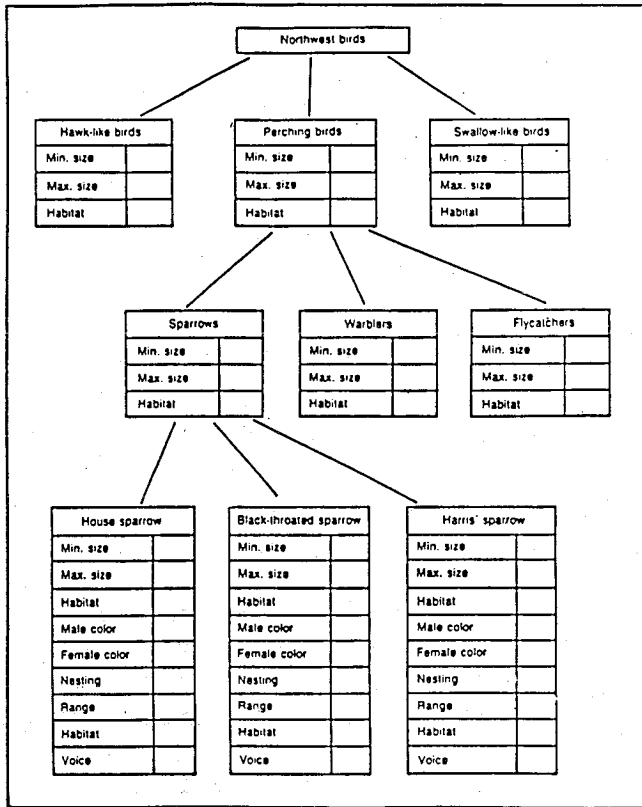 Northwest birds
Hawk-like birds
Min. size
Max. size
Habitat
Perching birds
Min. size
Max. size
Habitat
Swallow-like birds
Min. size
Max. size
Habitat
Sparrows
Min. size
Max. size
Habitat
Warblers
Min. size
Max. size
Habitat
Flycatchers
Min. size
Max. size
Habitat
House sparrow
Min. size
Max. size
Habitat
Male color
Female color
Nesting
Range
Habitat
Voice
Black-throated sparrow
Min. size
Max. size
Habitat
Male color
Female color
Nesting
Range
Habitat
Voice
Harris' sparrow
Min. size
Max. size
Habitat
Male color
Female color
Nesting
Range
Habitat
Voice